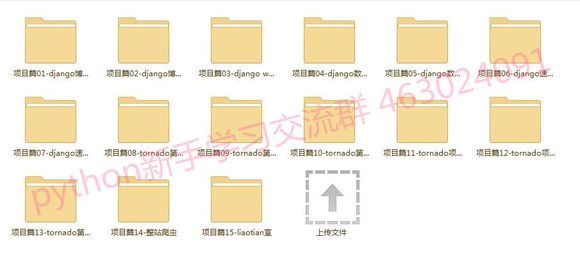 项目篇01-django博...
项目篇02-django博...
项目篇03-django w...
项目篇04-django数...
项目篇05-django数...
项目篇06-django速...
项目篇07-django速...
项目篇08-tornado第...
项目篇09-tornado第...
项目篇10-tornado第...
项目篇11-tornado项...
项目篇12-tornado项...
项目篇13-tornado第...
项目篇14-整站爬虫
项目篇15-liaotian室
上传文件
python新手学习交流群 463024091